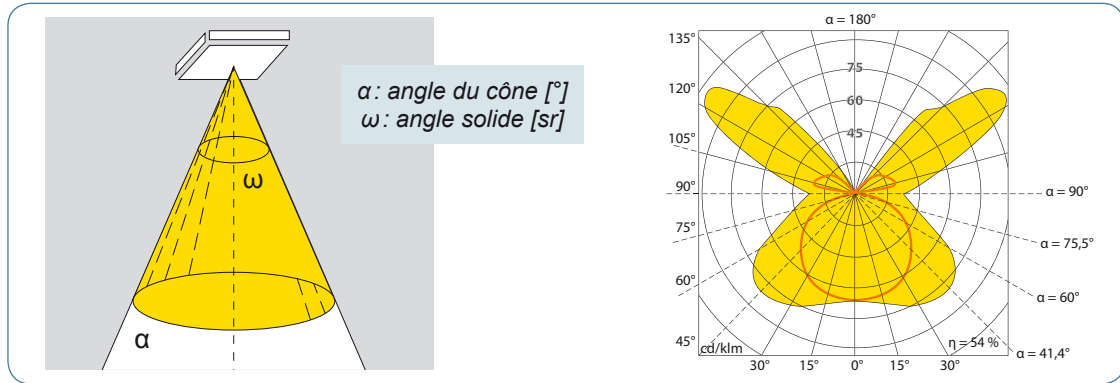 α : angle du cône [°]
ω : angle solide [sr]
ω
α
α = 180°
135°
120°
105°
90°
75°
60°
45°
75
60
45
α = 90°
α = 75,5°
α = 60°
α = 41,4°
cd/klm
η = 54 %
30° 15° 0° 15° 30°